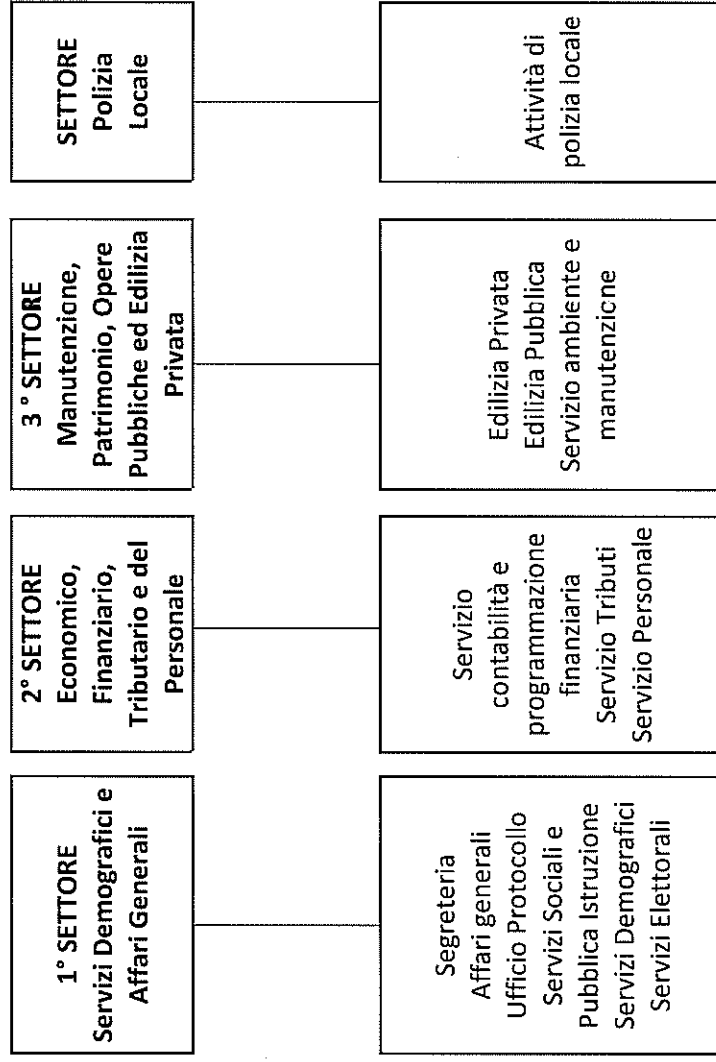 1° SETTORE
Servizi Demografici e
Affari Generali
2° SETTORE
Economico,
Finanziario,
Tributario e del
Personale
3 ° SETTORE
Manutenzione,
Patrimonio, Opere
Pubbliche ed Edilizia
Privata
SETTORE
Polizia
Locale
Segreteria
Affari generali
Ufficio Protocollo
Servizi Sociali e
Pubblica Istruzione
Servizi Demografici
Servizi Elettorali
Servizio
contabilità e
programmazione
finanziaria
Servizio Tributi
Servizio Personale
Edilizia Privata
Edilizia Pubblica
Servizio ambiente e
manutenzione
Attività di
polizia locale